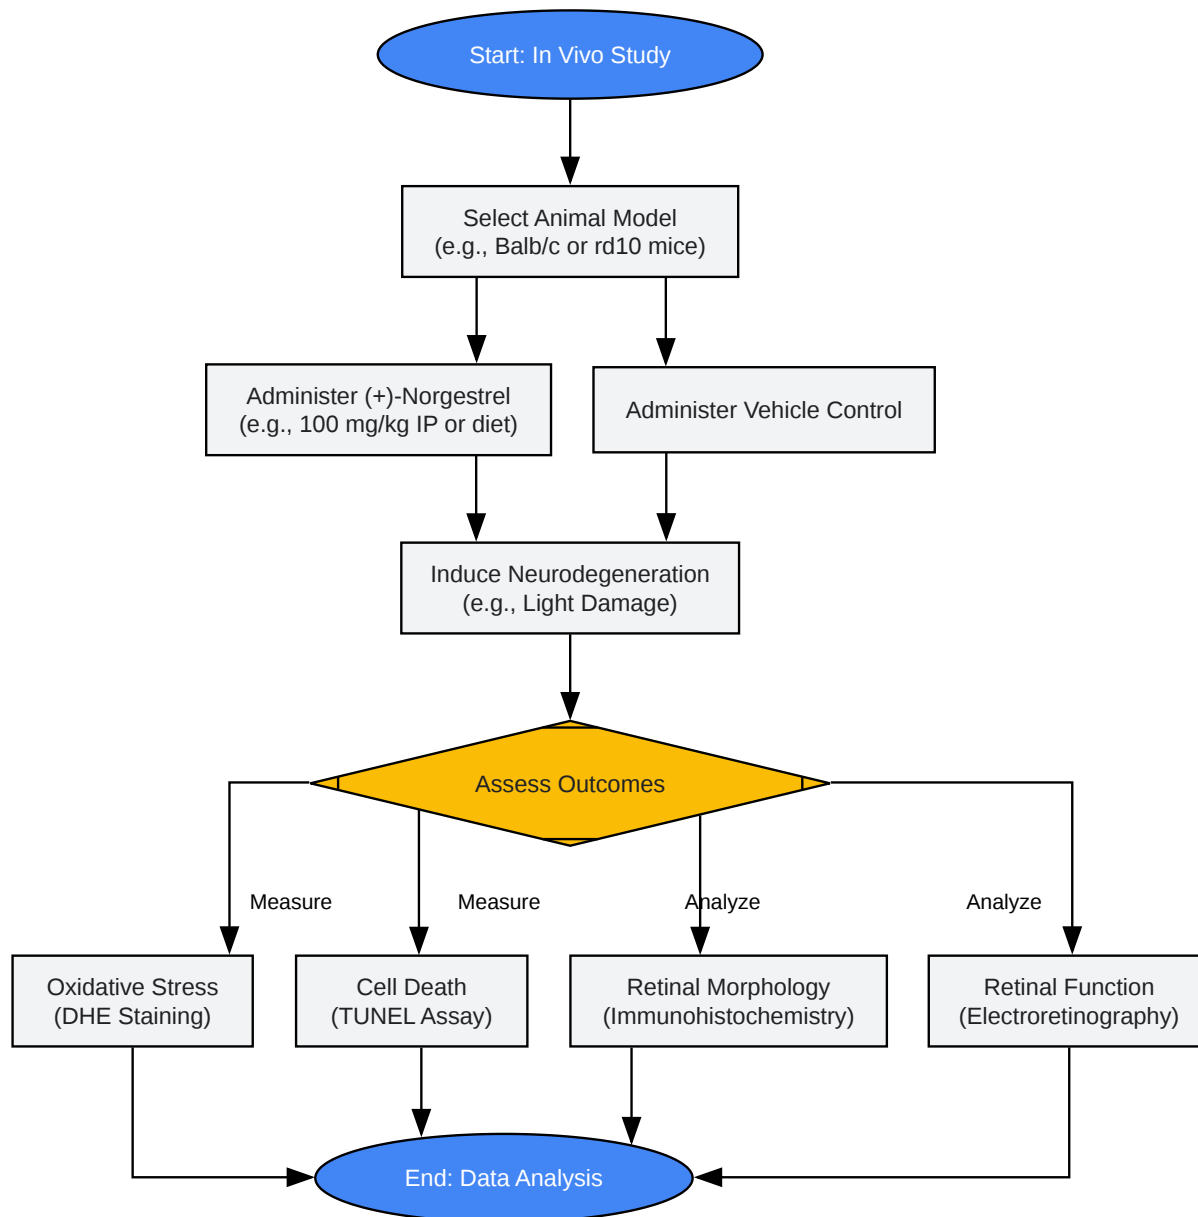 Start: In Vivo Study
Select Animal Model
(e.g., Balb/c or rd10 mice)
Administer (+)-Norgestrel
(e.g., 100 mg/kg IP or diet)
Administer Vehicle Control
Induce Neurodegeneration
(e.g., Light Damage)
Assess Outcomes
Measure
Measure
Analyze
Analyze
Oxidative Stress
(DHE Staining)
Cell Death
(TUNEL Assay)
Retinal Morphology
(Immunohistochemistry)
Retinal Function
(Electroretinography)
End: Data Analysis